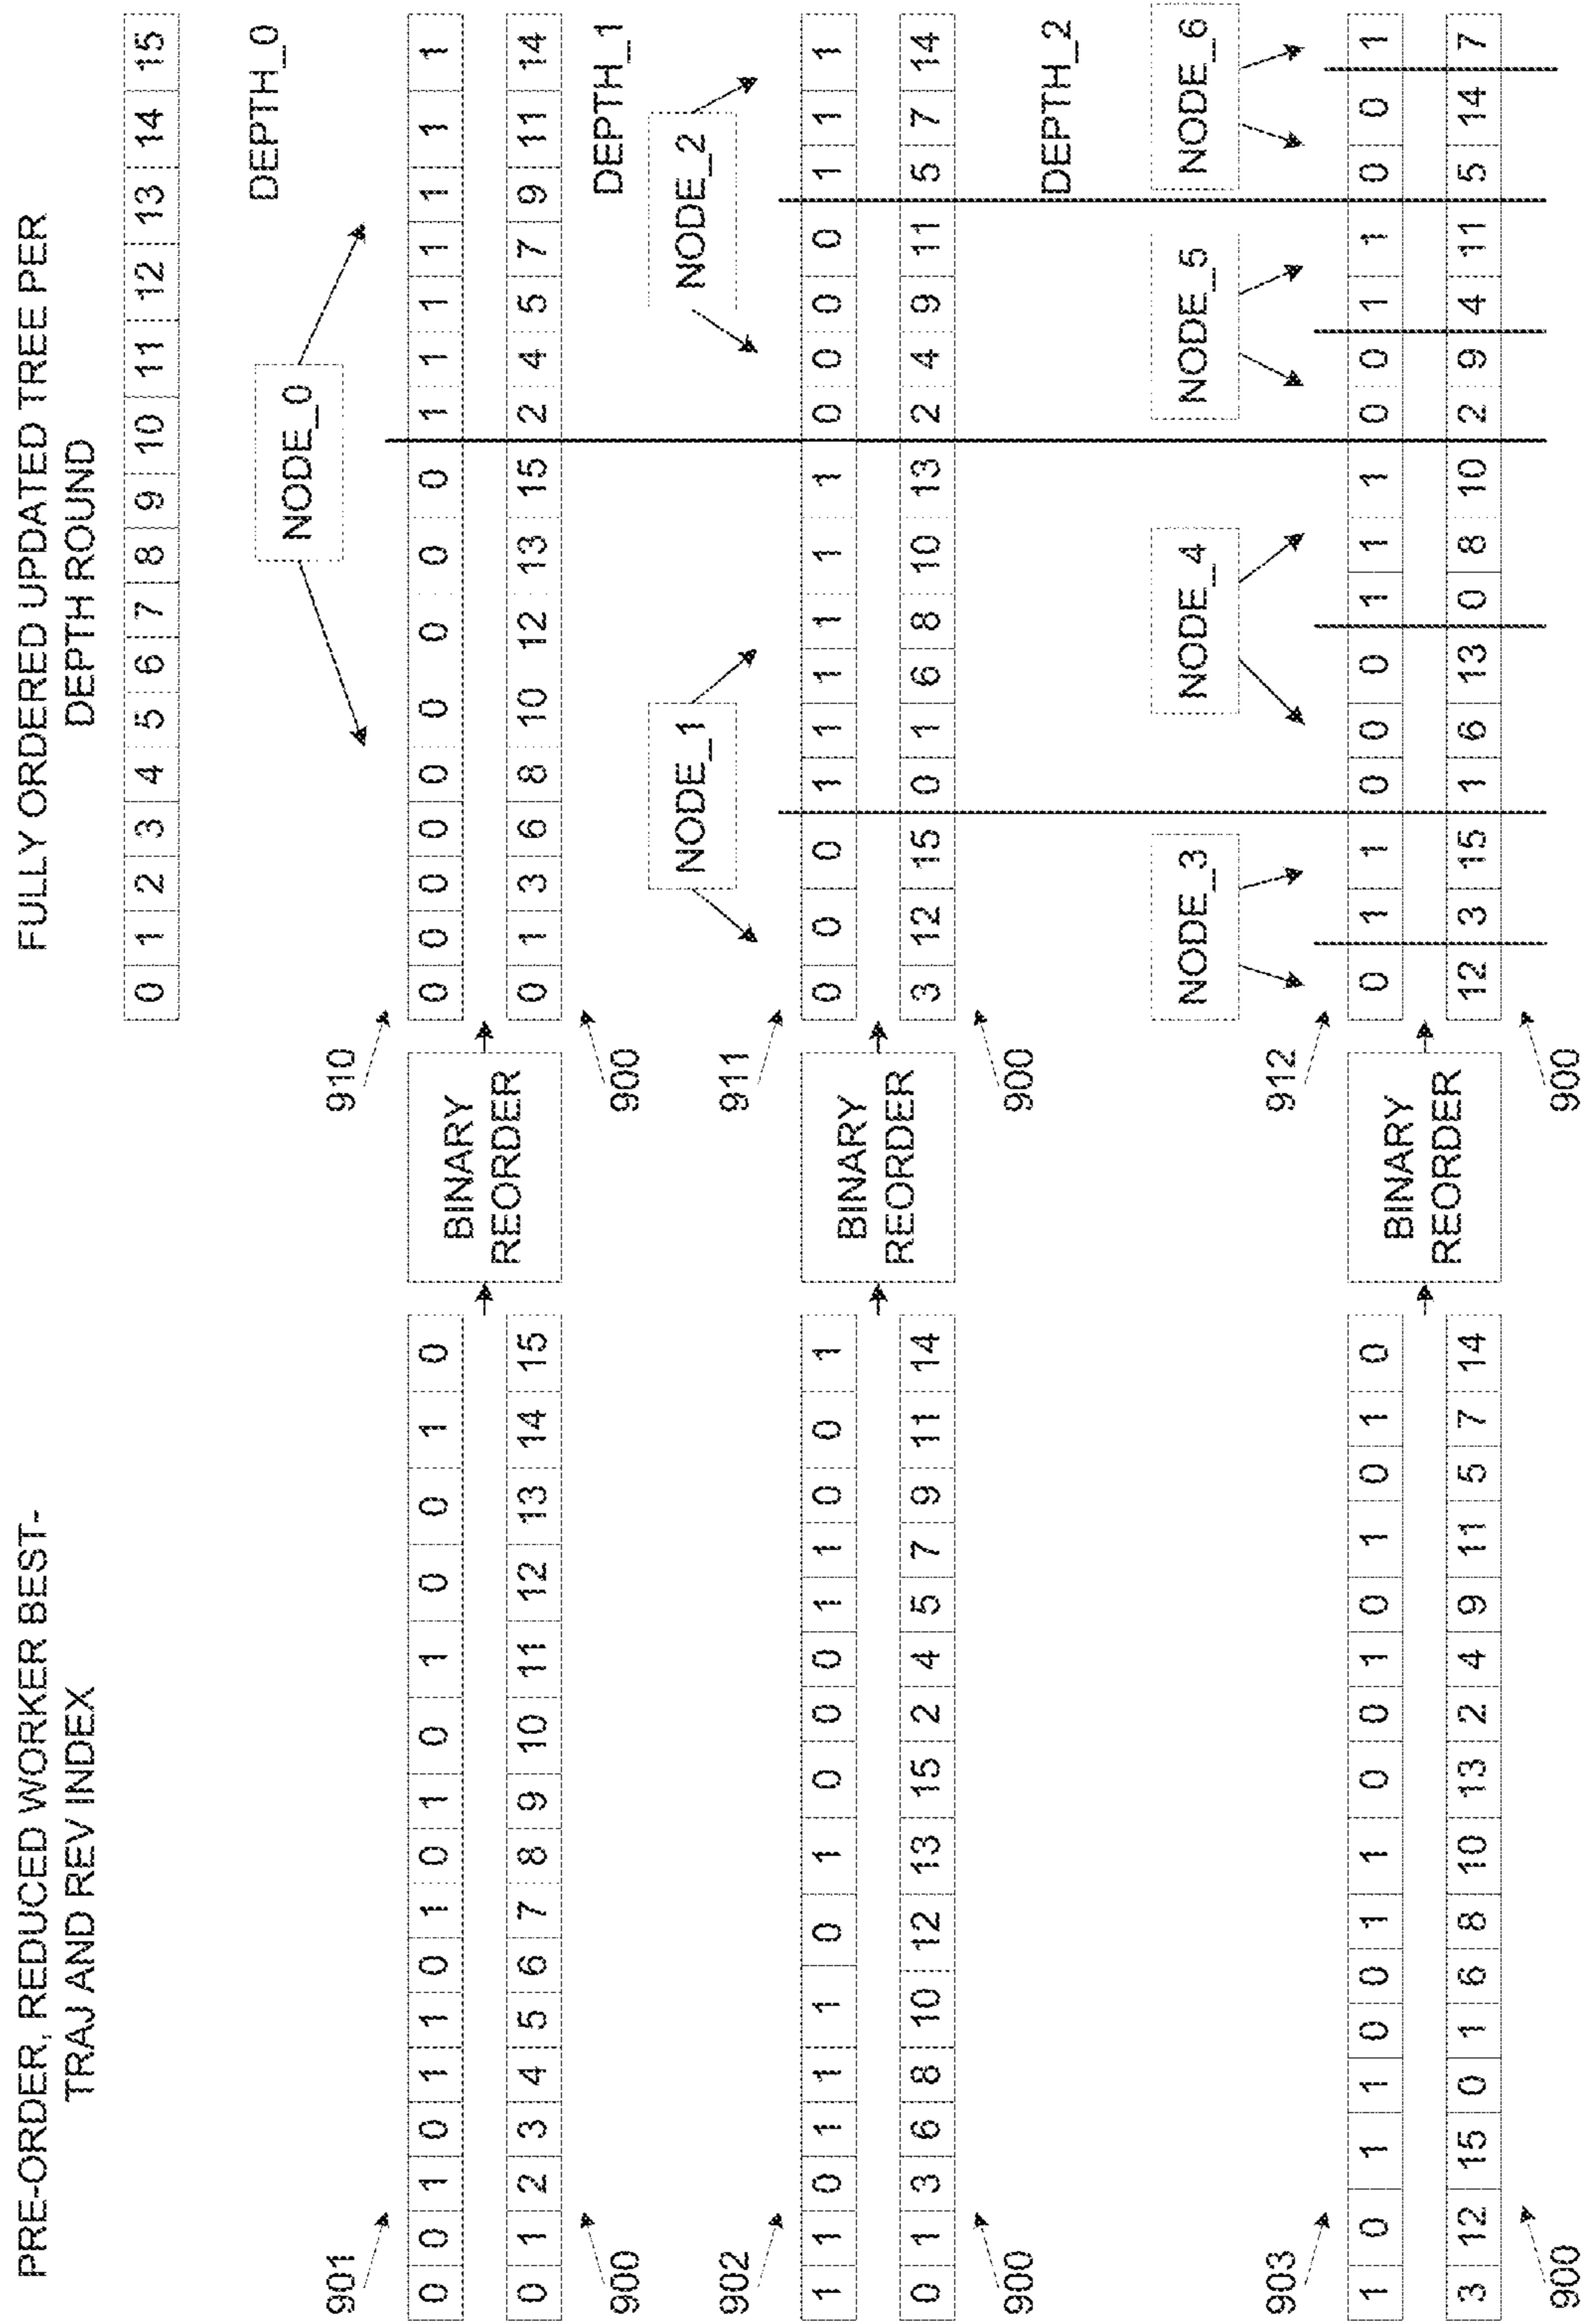 PRE-ORDER, REDUCED WORKER BEST-
TRAJ AND REV INDEX
FULLY ORDERED UPDATED TREE PER
DEPTH ROUND
0 1 2 3 4 5 6 7 8 9 10 11 12 13 14 15
DEPTH_0
NODE_0
901
910
0 0 1 0 1 1 0 1 0 1 0 1 0 0 1 0
BINARY
REORDER
0 0 0 0 0 0 0 0 0 1 1 1 1 1 1 1
0 1 2 3 4 5 6 7 8 9 10 11 12 13 14 15
0 1 3 6 8 10 12 13 15 2 4 5 7 9 11 14
900
900
DEPTH_1
NODE_1
NODE_2
902
911
1 1 0 1 1 1 0 1 0 0 0 1 1 0 0 1
BINARY
REORDER
0 0 0 1 1 1 1 1 1 0 0 0 0 1 1 1
0 1 3 6 8 10 12 13 15 2 4 5 7 9 11 14
3 12 15 0 1 6 8 10 13 2 4 9 11 5 7 14
900
900
DEPTH_2
NODE_3
NODE_4
NODE_5
NODE_6
903
912
1 0 1 1 0 0 1 1 0 0 1 0 1 0 1 0
BINARY
REORDER
0 1 1 0 0 0 1 1 1 0 0 1 1 0 0 1
3 12 15 0 1 6 8 10 13 2 4 9 11 5 7 14
12 3 15 1 6 13 0 8 10 2 9 4 11 5 14 7
900
900